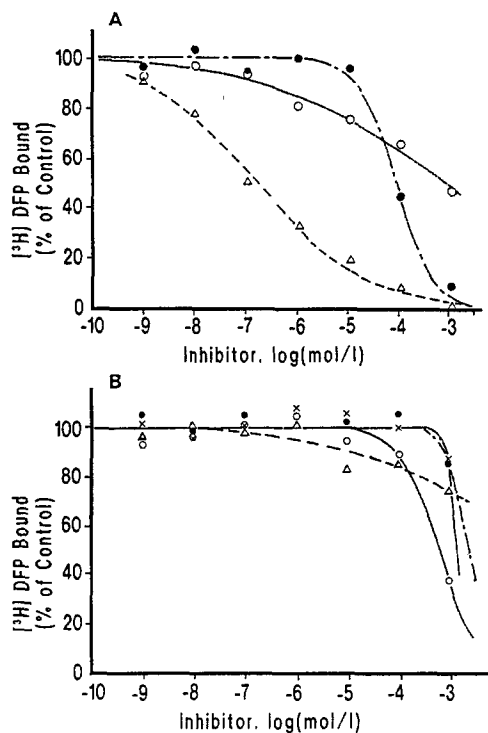 A
[³H] DFP Bound
(% of Control)
100
80
60
40
20
0
-10 -9 -8 -7 -6 -5 -4 -3
Inhibitor, log(mol/l)
B
[³H] DFP Bound
(% of Control)
100
80
60
40
20
0
-10 -9 -8 -7 -6 -5 -4 -3
Inhibitor, log(mol/l)